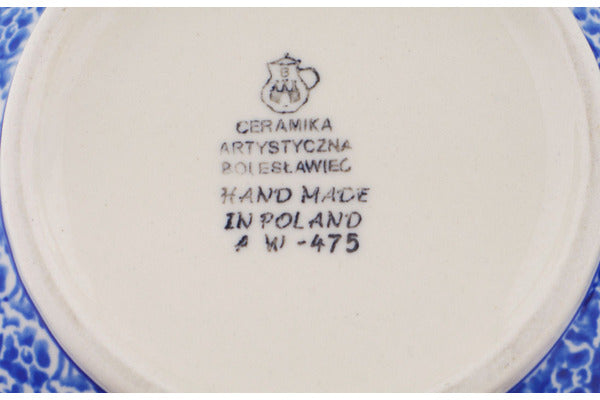 CERAMIKA
ARTYSTYCZNA
BOLESŁAWIEC
HAND MADE
IN POLAND
A W -475